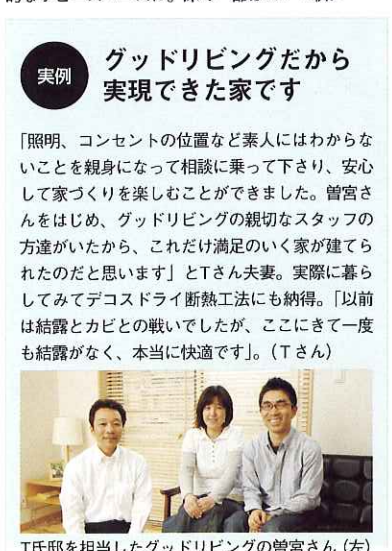 実例
グッドリビングだから
実現できた家です
「照明、コンセントの位置など素人にはわからな
いことを親身になって相談に乗って下さり、安心
して家づくりを楽しむことができました。曽宮さ
んをはじめ、グッドリビングの親切なスタッフの
方達がいたから、これだけ満足のいく家が建てら
れたのだと思います」とTさん夫妻。実際に暮ら
してみてデコスドライ断熱工法にも納得。「以前
は結露とカビとの戦いでしたが、ここにきて一度
も結露がなく、本当に快適です」。（Tさん）
T氏邸を担当したグッドリビングの曽宮さん（左）